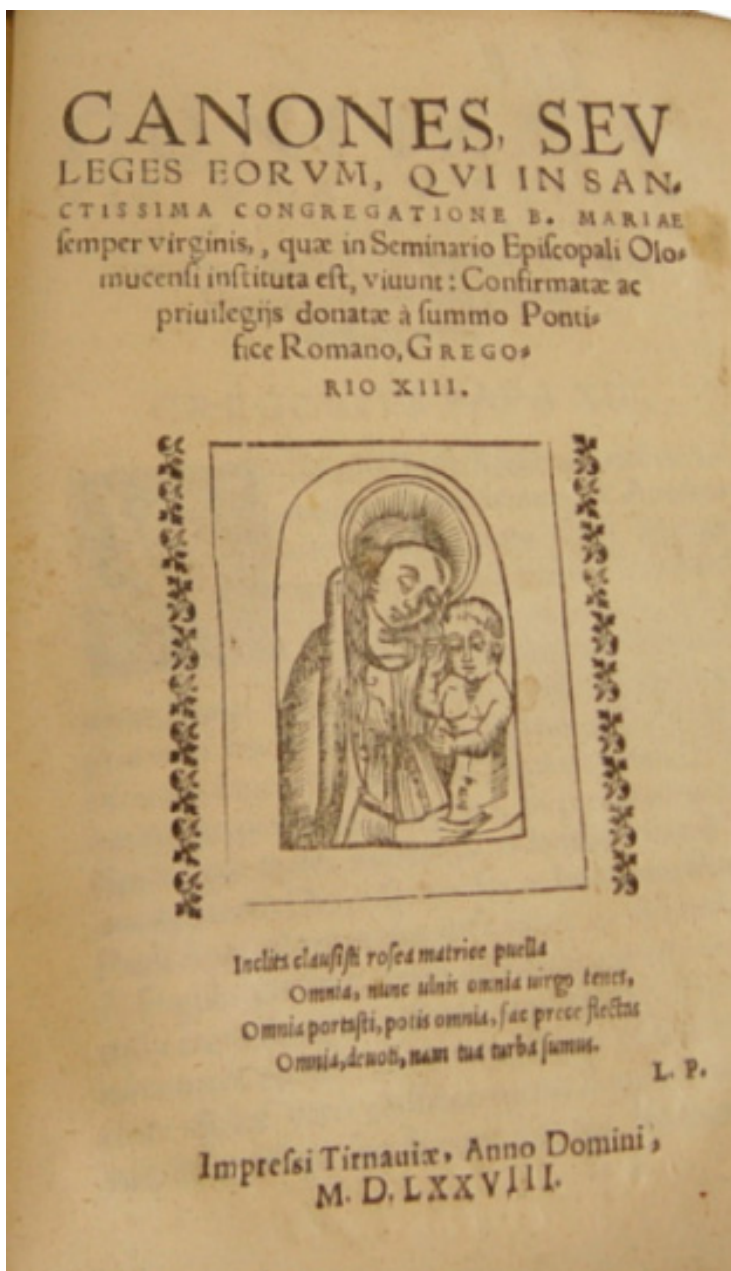 CANONES, SEV
LEGES EORVM, QVI IN SAN-
CTISSIMA CONGREGATIONE B. MARIAE
semper virginis,, quæ in Seminario Episcopali Olo-
mucensi instituta est, viuunt: Confirmatæ ac
priuilegijs donatæ à summo Ponti-
fice Romano, GREGO-
RIO XIII.
Inclita clausisti rosea matrice puella
Omnia, nunc ulnis omnia uirgo tenes,
Omnia portasti, potis omnia, fac prece flectas
Omnia, deuoti, nam tua turba sumus.
L. P.
Impressi Tirnauiæ, Anno Domini,
M. D. LXXVIII.